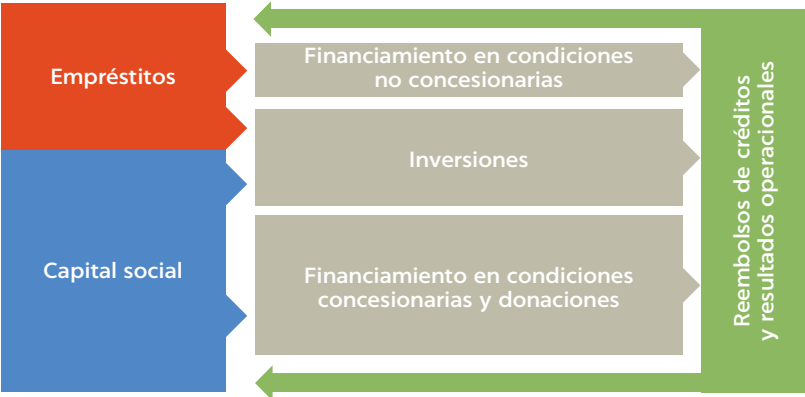 Empréstitos
Capital social
Financiamiento en condiciones
no concesionarias
Inversiones
Financiamiento en condiciones
concesionarias y donaciones
Reembolsos de créditos
y resultados operacionales